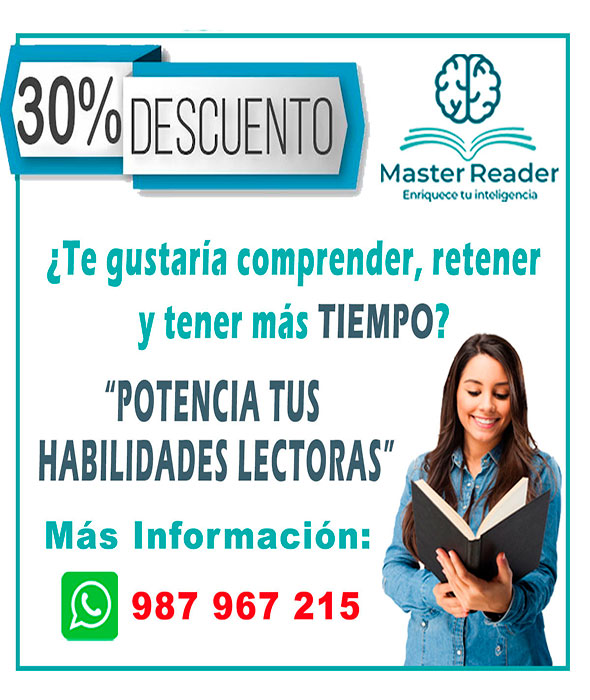 30% DESCUENTO
Master Reader
Enriquece tu inteligencia
¿Te gustaría comprender, retener
y tener más TIEMPO?
“POTENCIA TUS
HABILIDADES LECTORAS”
Más Información:
987 967 215